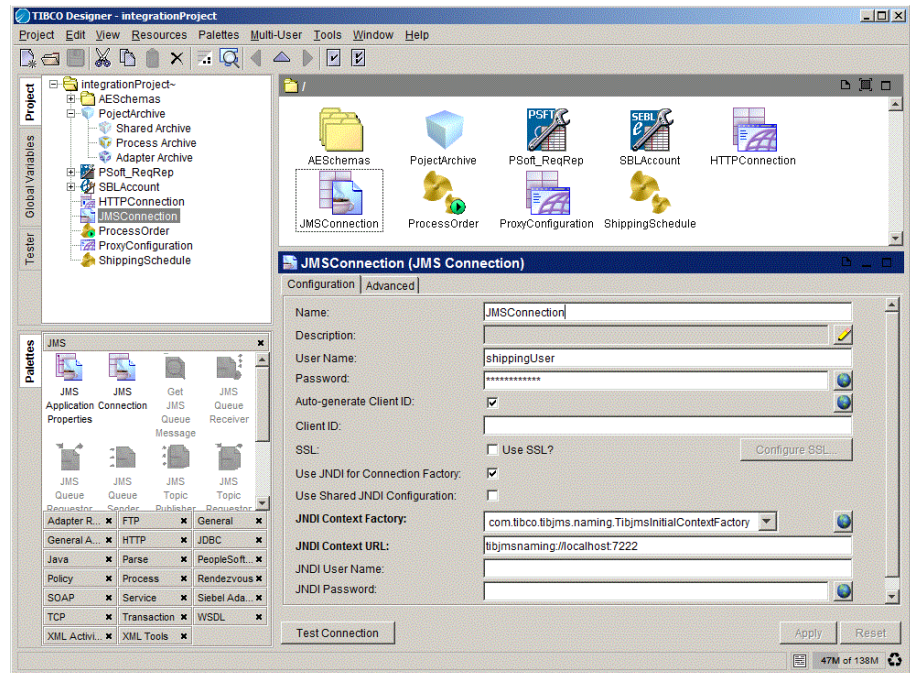 TIBCO Designer - integrationProject
Project Edit View Resources Palettes Multi-User Tools Window Help
Project
Global Variables
Tester
integrationProject~
AESchemas
PojectArchive
Shared Archive
Process Archive
Adapter Archive
PSoft_ReqRep
SBLAccount
HTTPConnection
JMSConnection
ProcessOrder
ProxyConfiguration
ShippingSchedule
/
PSFT
SEBL
AESchemas PojectArchive PSoft_ReqRep SBLAccount HTTPConnection
JMSConnection ProcessOrder ProxyConfiguration ShippingSchedule
Palettes
JMS
JMS Application Properties
JMS Connection
Get JMS Queue Message
JMS Queue Receiver
JMS Queue Requestor
JMS Queue Sender
JMS Topic Publisher
JMS Topic Requestor
Adapter R... FTP General
General A... HTTP JDBC
Java Parse PeopleSoft...
Policy Process Rendezvous
SOAP Service Siebel Ada...
TCP Transaction WSDL
XML Activi... XML Tools
JMSConnection (JMS Connection)
Configuration Advanced
Name: JMSConnection
Description:
User Name: shippingUser
Password: ************
Auto-generate Client ID:
Client ID:
SSL: Use SSL? Configure SSL...
Use JNDI for Connection Factory:
Use Shared JNDI Configuration:
JNDI Context Factory: com.tibco.tibjms.naming.TibjmsInitialContextFactory
JNDI Context URL: tibjmsnaming://localhost:7222
JNDI User Name:
JNDI Password:
Test Connection Apply Reset
47M of 138M